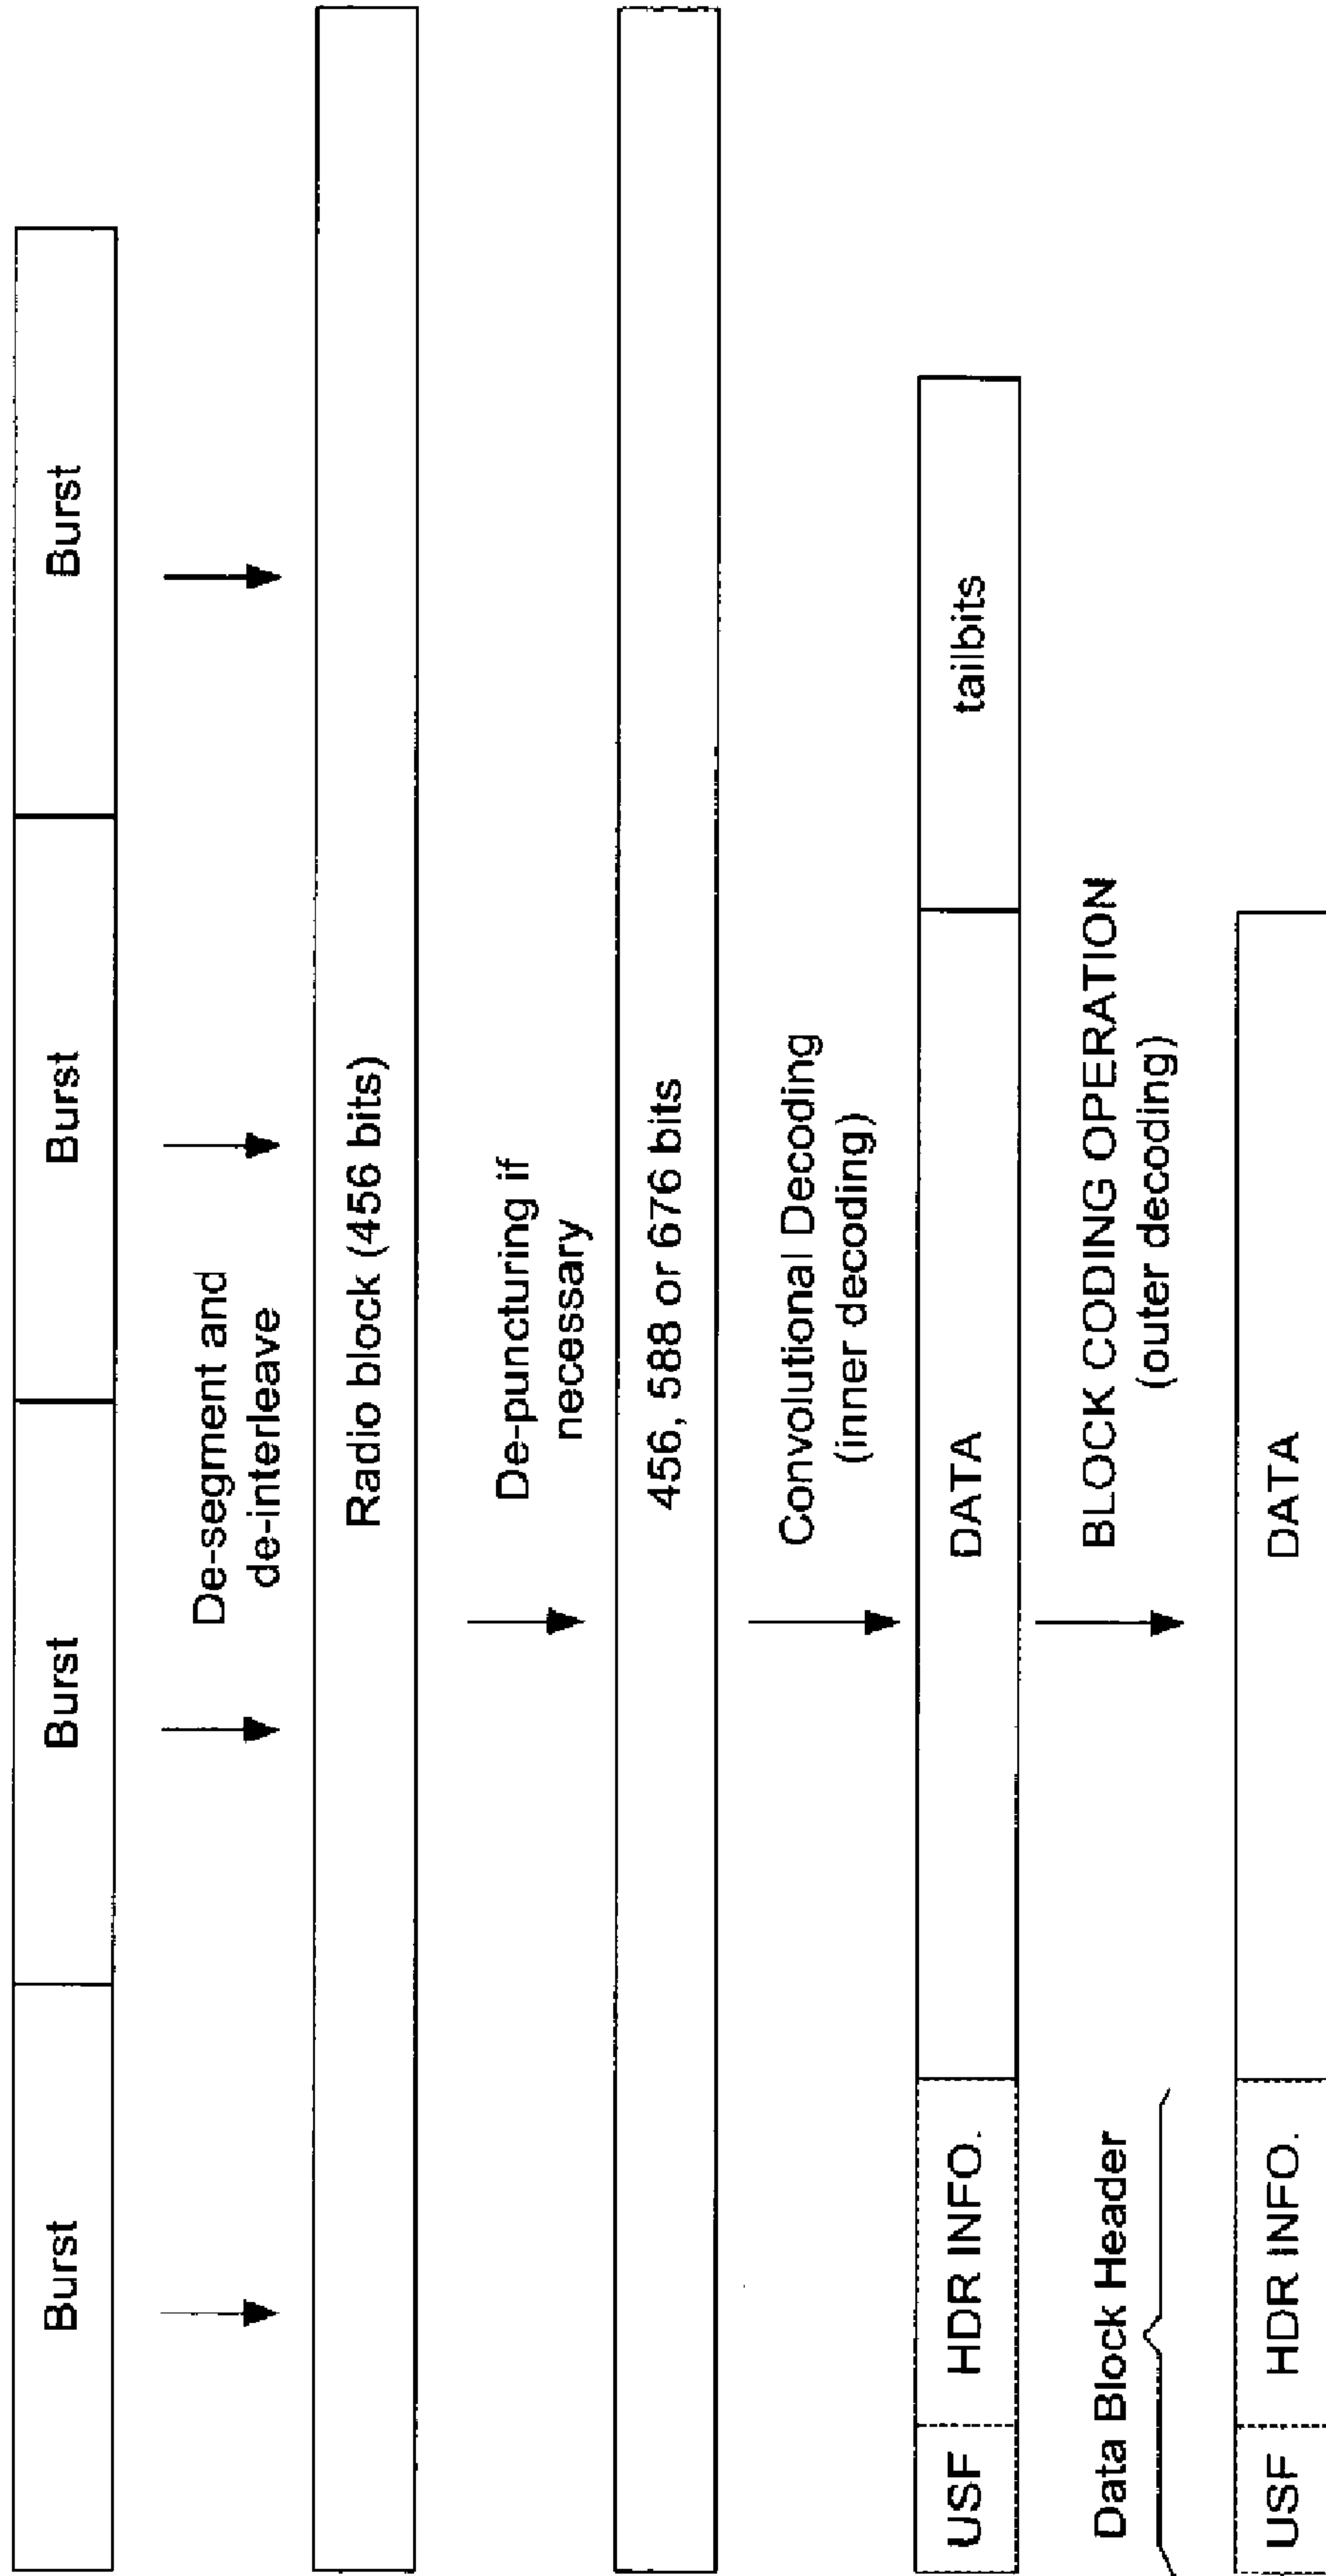 Burst
Burst
Burst
Burst
De-segment and
de-interleave
Radio block (456 bits)
De-puncturing if
necessary
456, 588 or 676 bits
Convolutional Decoding
(inner decoding)
USF
HDR INFO.
DATA
tailbits
Data Block Header
BLOCK CODING OPERATION
(outer decoding)
USF
HDR INFO.
DATA